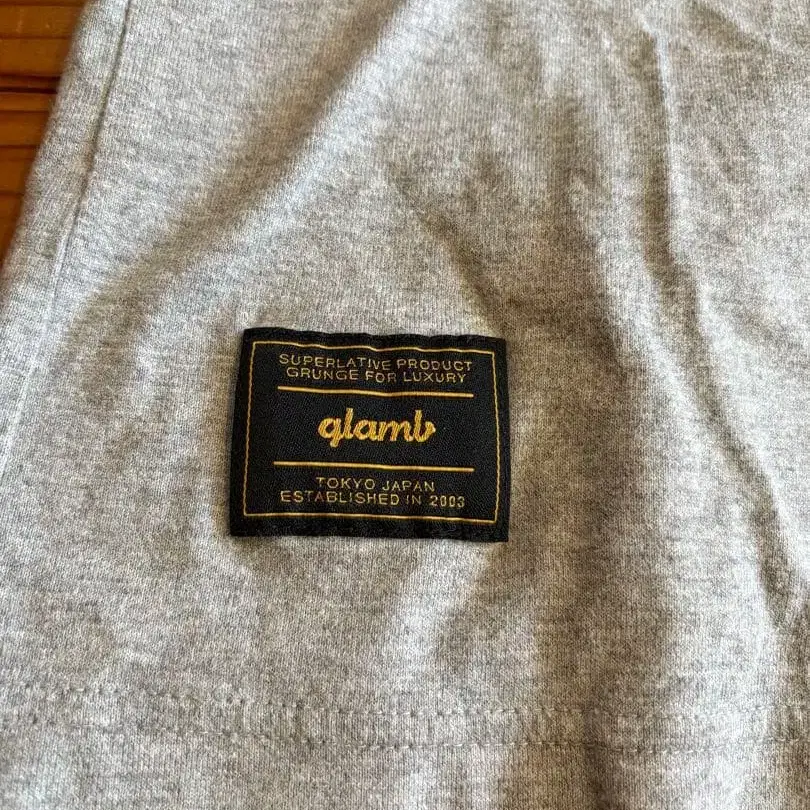 SUPERLATIVE PRODUCT
GRUNGE FOR LUXURY
glamb
TOKYO JAPAN
ESTABLISHED IN 2003